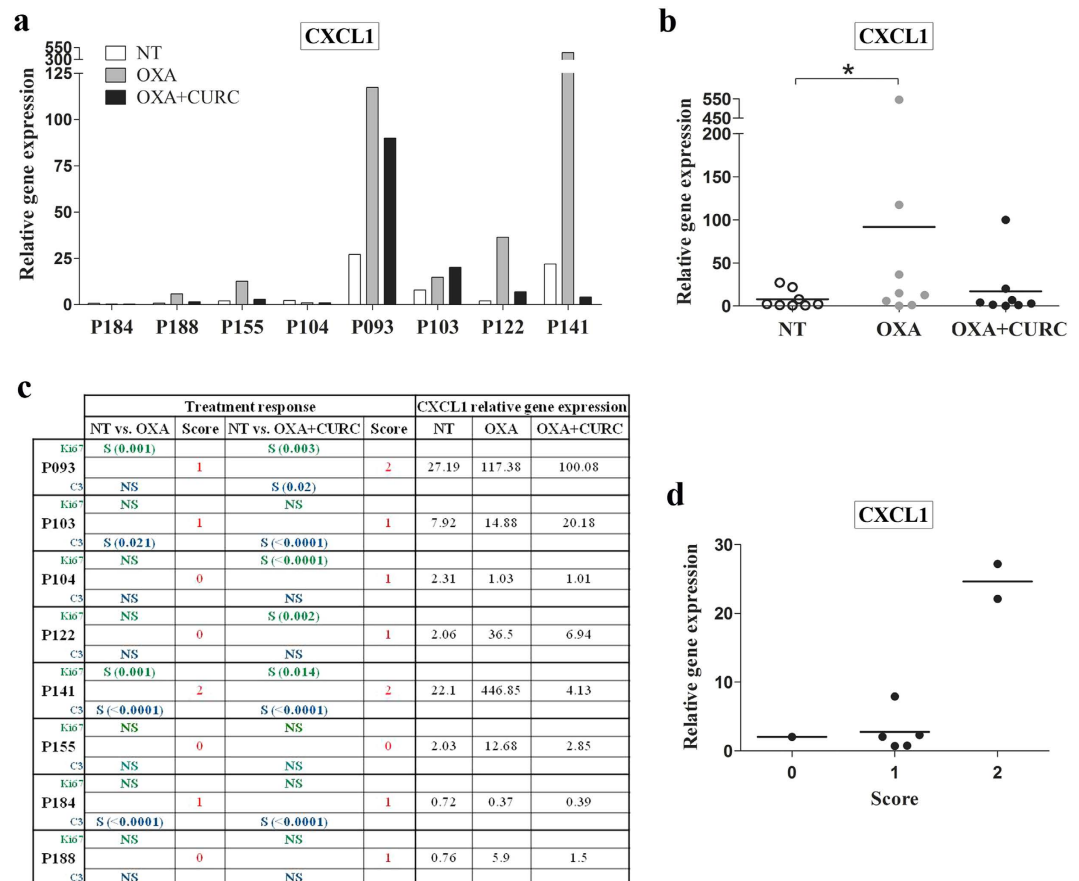 a
CXCL1
NT
OXA
OXA+CURC
Relative gene expression
550
300
125
100
75
50
25
0
P184 P188 P155 P104 P093 P103 P122 P141
b
CXCL1
*
Relative gene expression
550
450
200
150
100
50
0
NT OXA OXA+CURC
c
Treatment response CXCL1 relative gene expression
NT vs. OXA Score NT vs. OXA+CURC Score NT OXA OXA+CURC
Ki67 S (0.001) S (0.003)
P093 1 2 27.19 117.38 100.08
C3 NS S (0.02)
Ki67 NS NS
P103 1 1 7.92 14.88 20.18
C3 S (0.021) S (<0.0001)
Ki67 NS S (<0.0001)
P104 0 1 2.31 1.03 1.01
C3 NS NS
Ki67 NS S (0.002)
P122 0 1 2.06 36.5 6.94
C3 NS NS
Ki67 S (0.001) S (0.014)
P141 2 2 22.1 446.85 4.13
C3 S (<0.0001) S (<0.0001)
Ki67 NS NS
P155 0 0 2.03 12.68 2.85
C3 NS NS
Ki67 NS NS
P184 1 1 0.72 0.37 0.39
C3 S (<0.0001) S (<0.0001)
Ki67 NS NS
P188 0 1 0.76 5.9 1.5
C3 NS NS
d
CXCL1
Relative gene expression
30
20
10
0
0 1 2
Score